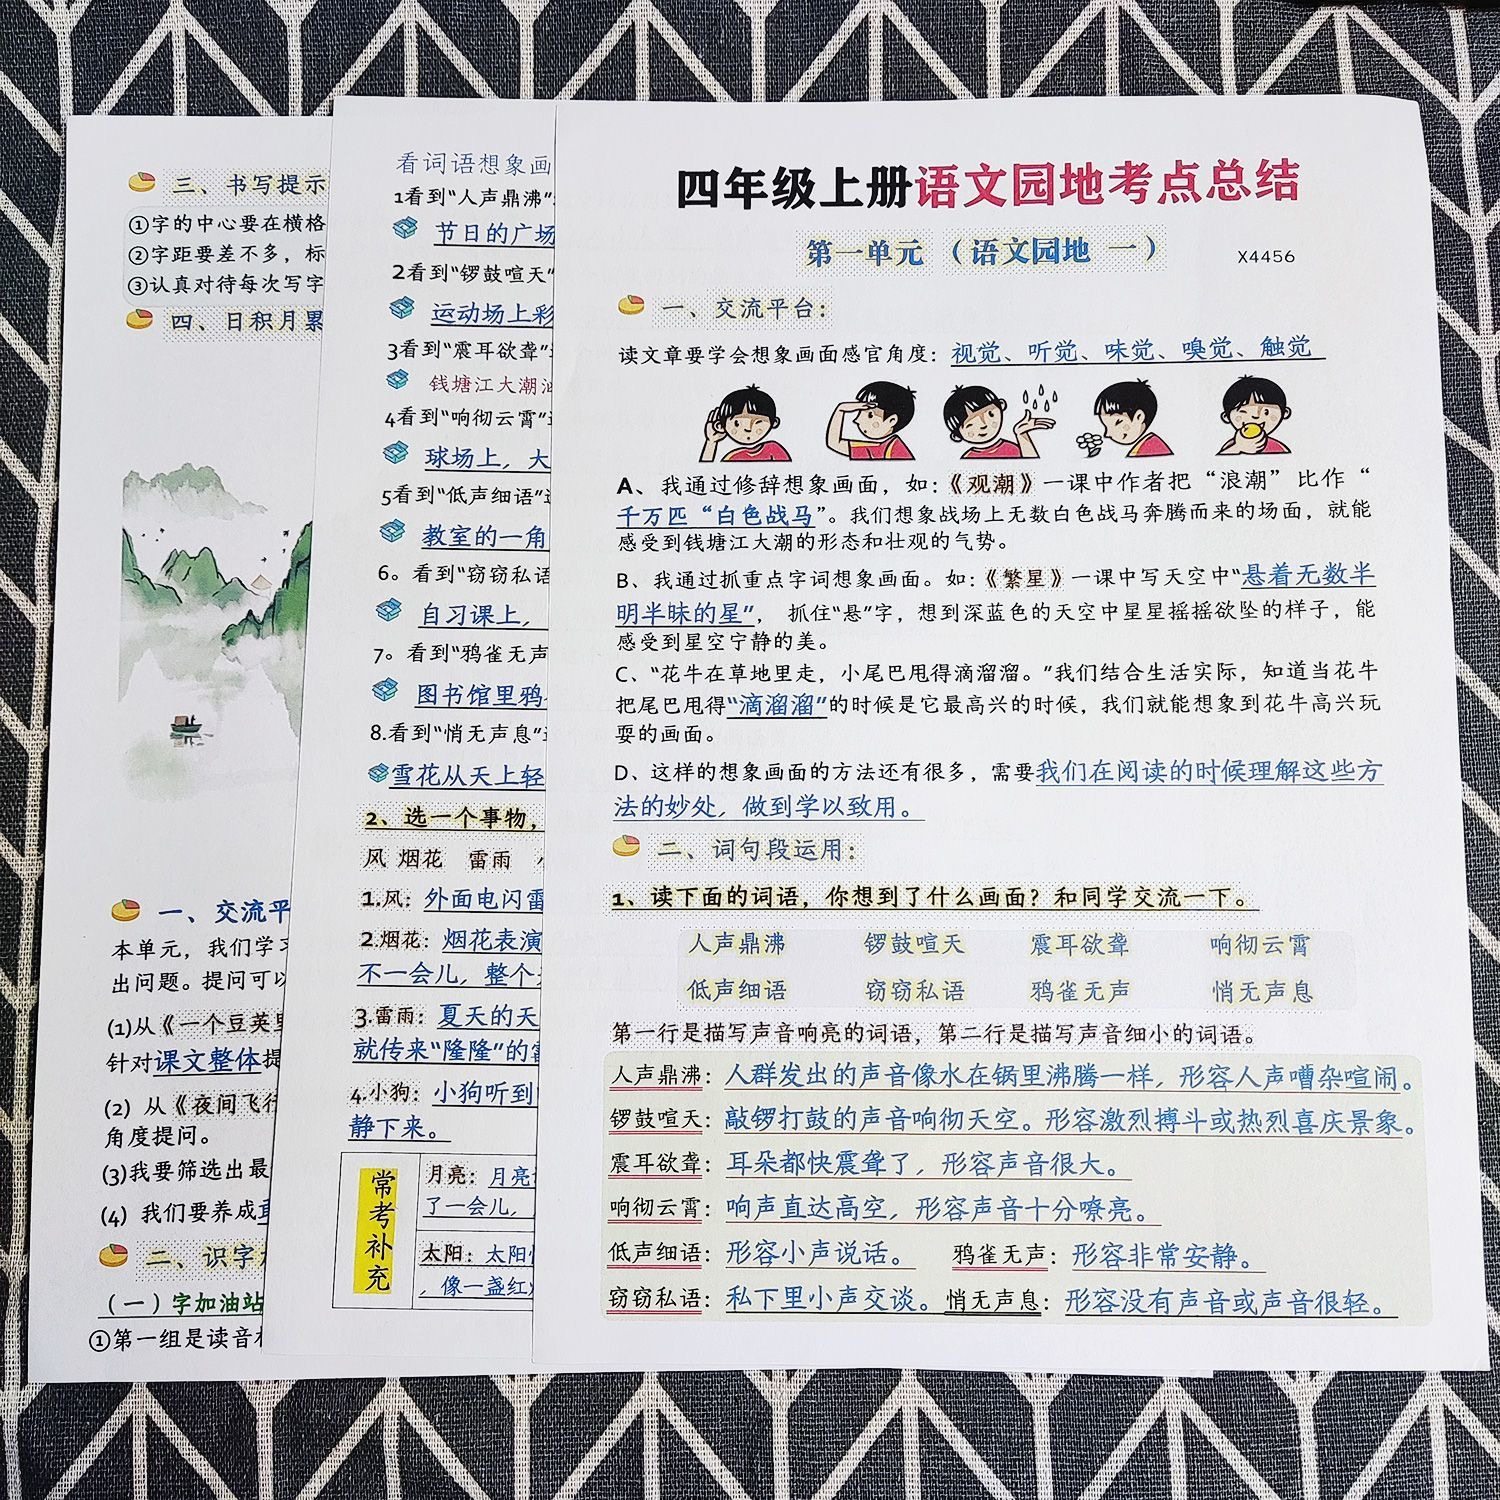 三、书写提示
①字的中心要在横格
②字距要差不多，标
③认真对待每次写字
四、日积月累
一、交流平
本单元，我们学习
出问题。提问可以
(1)从《一个豆荚里
针对课文整体提
(2) 从《夜间飞行
角度提问。
(3)我要筛选出最
(4) 我们要养成
二、识字
(一)字加油站
①第一组是读音相
看词语想象画
1看到“人声鼎沸”
节日的广场
2看到“锣鼓喧天”
运动场上彩
3看到“震耳欲聋”
钱塘江大潮汹
4看到“响彻云霄”
球场上，大
5看到“低声细语”
教室的一角
6。看到“窃窃私语
自习课上，
7。看到“鸦雀无声
图书馆里鸦
8.看到“悄无声息”
雪花从天上轻
2、选一个事物，
风 烟花 雷雨
1.风：外面电闪雷
2.烟花：烟花表演
不一会儿，整个
3.雷雨：夏天的天
就传来“隆隆”的雷
4.小狗：小狗听到
静下来。
常考补充
月亮：月亮
了一会儿，
太阳：太阳
，像一盏红
四年级上册语文园地考点总结
第一单元（语文园地 一）
X4456
一、交流平台：
读文章要学会想象画面感官角度：视觉、听觉、味觉、嗅觉、触觉
A、我通过修辞想象画面，如：《观潮》一课中作者把“浪潮”比作“
千万匹“白色战马”。我们想象战场上无数白色战马奔腾而来的场面，就能
感受到钱塘江大潮的形态和壮观的气势。
B、我通过抓重点字词想象画面。如：《繁星》一课中写天空中“悬着无数半
明半昧的星”， 抓住“悬”字，想到深蓝色的天空中星星摇摇欲坠的样子，能
感受到星空宁静的美。
C、“花牛在草地里走，小尾巴甩得滴溜溜。”我们结合生活实际，知道当花牛
把尾巴甩得“滴溜溜”的时候是它最高兴的时候，我们就能想象到花牛高兴玩
耍的画面。
D、这样的想象画面的方法还有很多，需要我们在阅读的时候理解这些方
法的妙处，做到学以致用。
二、词句段运用：
1、读下面的词语，你想到了什么画面？和同学交流一下。
人声鼎沸 锣鼓喧天 震耳欲聋 响彻云霄
低声细语 窃窃私语 鸦雀无声 悄无声息
第一行是描写声音响亮的词语，第二行是描写声音细小的词语。
人声鼎沸：人群发出的声音像水在锅里沸腾一样，形容人声嘈杂喧闹。
锣鼓喧天：敲锣打鼓的声音响彻天空。形容激烈搏斗或热烈喜庆景象。
震耳欲聋：耳朵都快震聋了，形容声音很大。
响彻云霄：响声直达高空，形容声音十分嘹亮。
低声细语：形容小声说话。 鸦雀无声：形容非常安静。
窃窃私语：私下里小声交谈。悄无声息：形容没有声音或声音很轻。